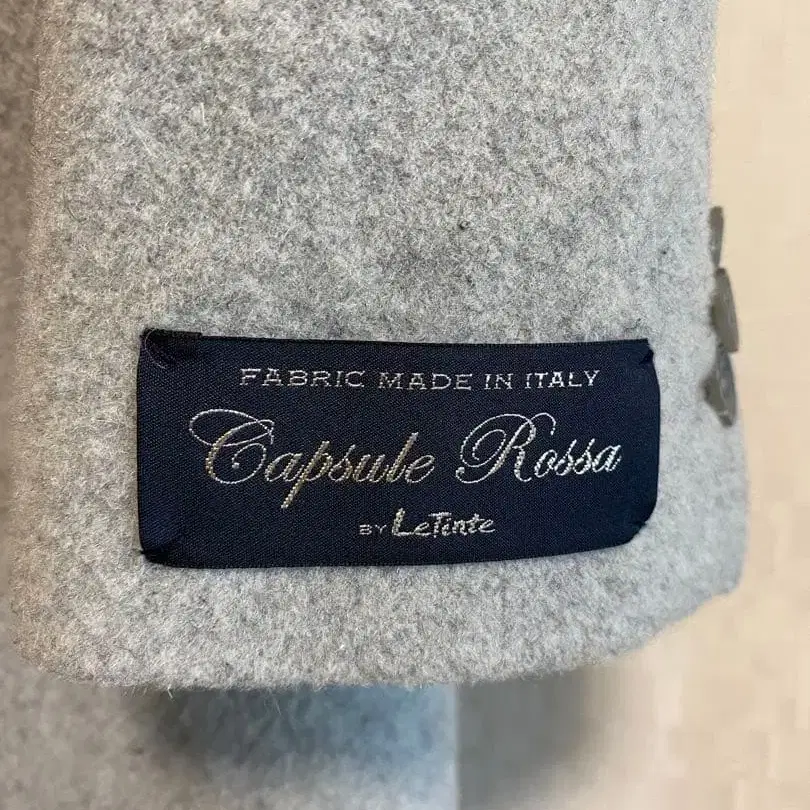 FABRIC MADE IN ITALY
Capsule Rossa
BY LeTinte